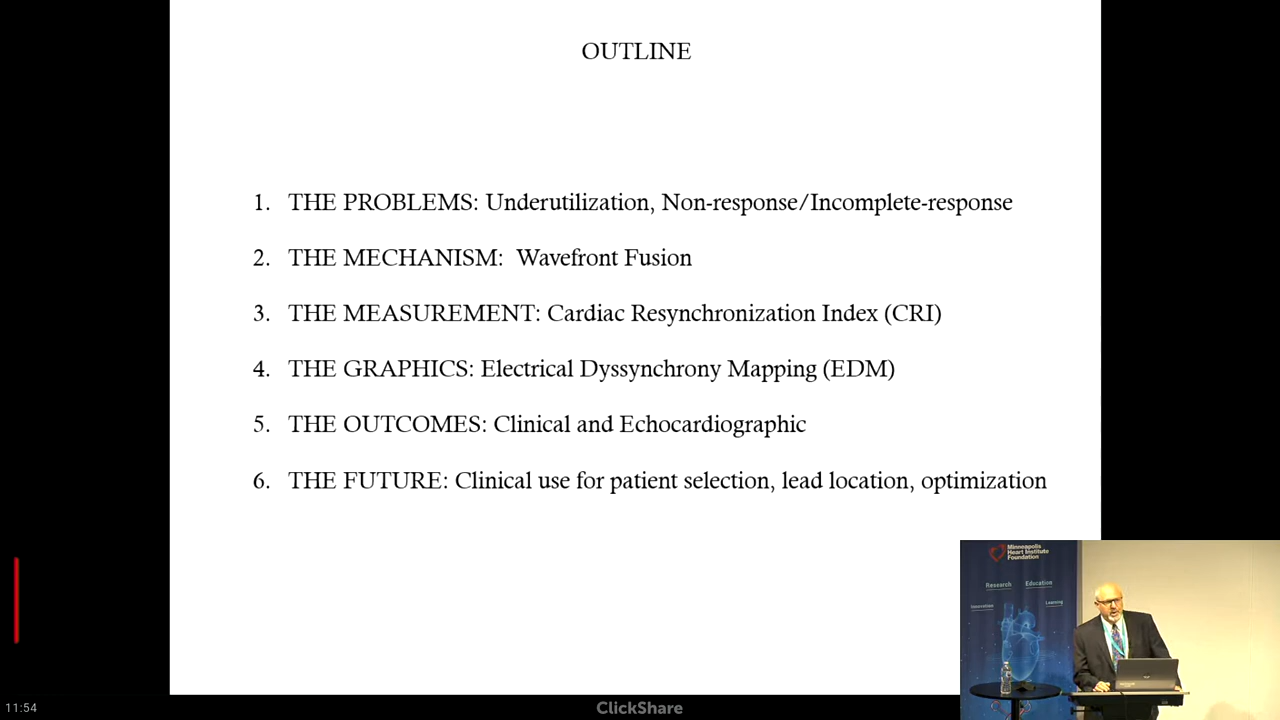 OUTLINE
1. THE PROBLEMS: Underutilization, Non-response/Incomplete-response
2. THE MECHANISM: Wavefront Fusion
3. THE MEASUREMENT: Cardiac Resynchronization Index (CRI)
4. THE GRAPHICS: Electrical Dyssynchrony Mapping (EDM)
5. THE OUTCOMES: Clinical and Echocardiographic
6. THE FUTURE: Clinical use for patient selection, lead location, optimization
Minneapolis
Heart Institute
Foundation
Research Education
Innovation Learning
11:54
ClickShare